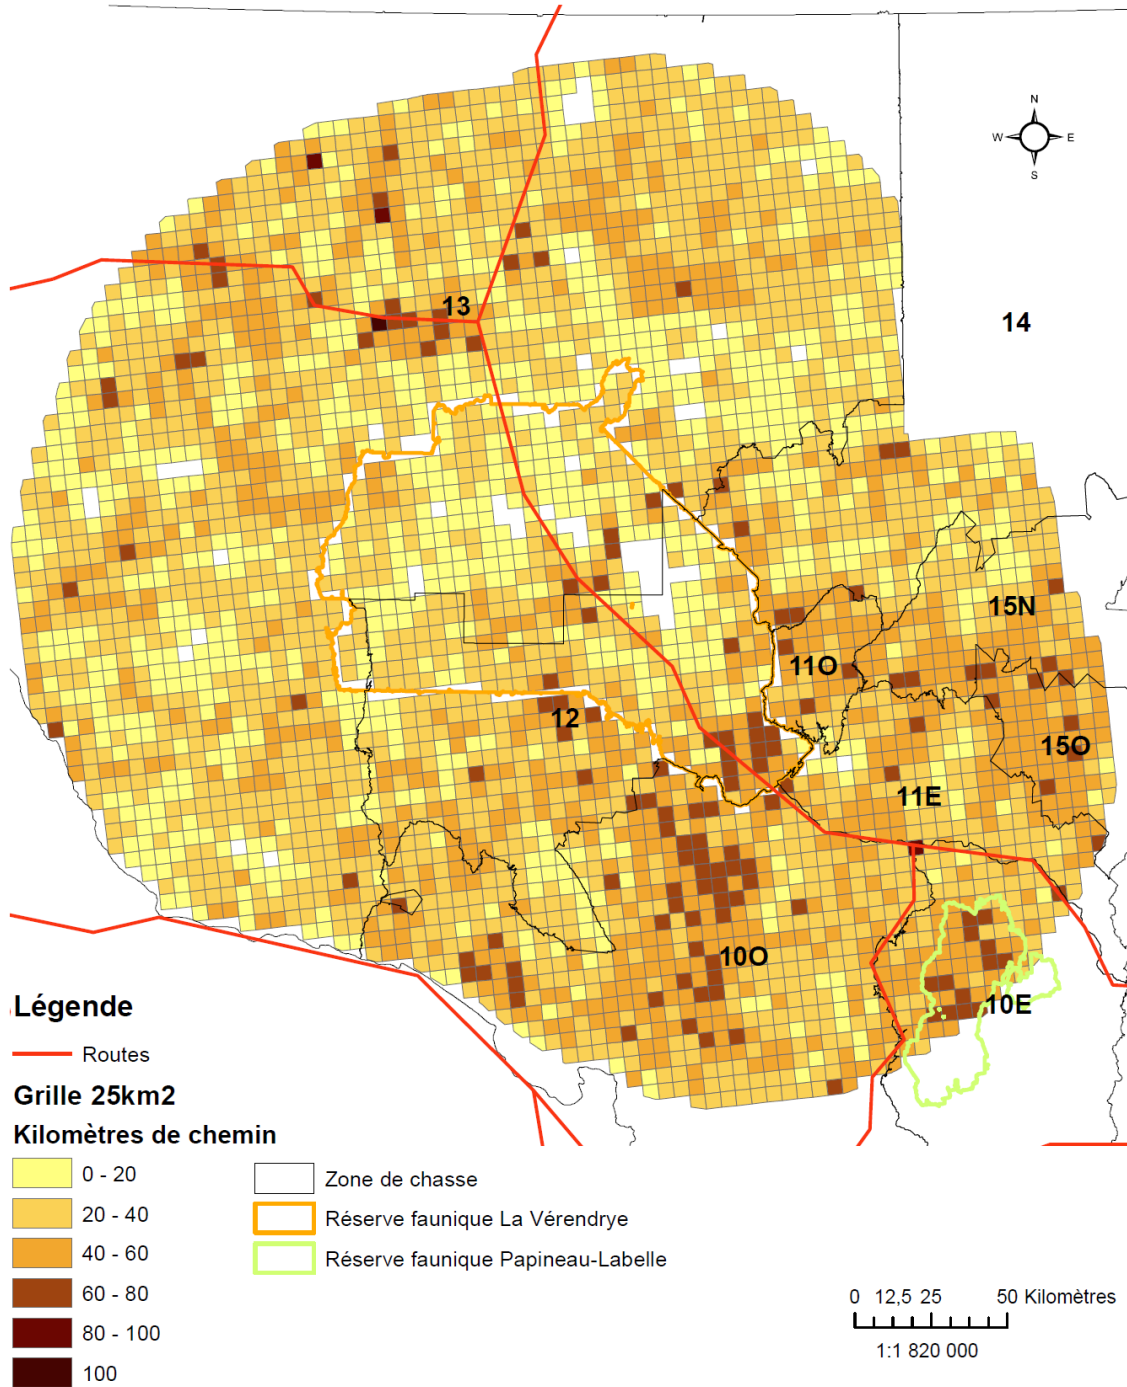 N
W E
S
13
14
15N
11O
12
15O
11E
10O
10E
Légende
Routes
Grille 25km2
Kilomètres de chemin
0 - 20
20 - 40
40 - 60
60 - 80
80 - 100
100
Zone de chasse
Réserve faunique La Vérendrye
Réserve faunique Papineau-Labelle
0 12,5 25 50 Kilomètres
1:1 820 000